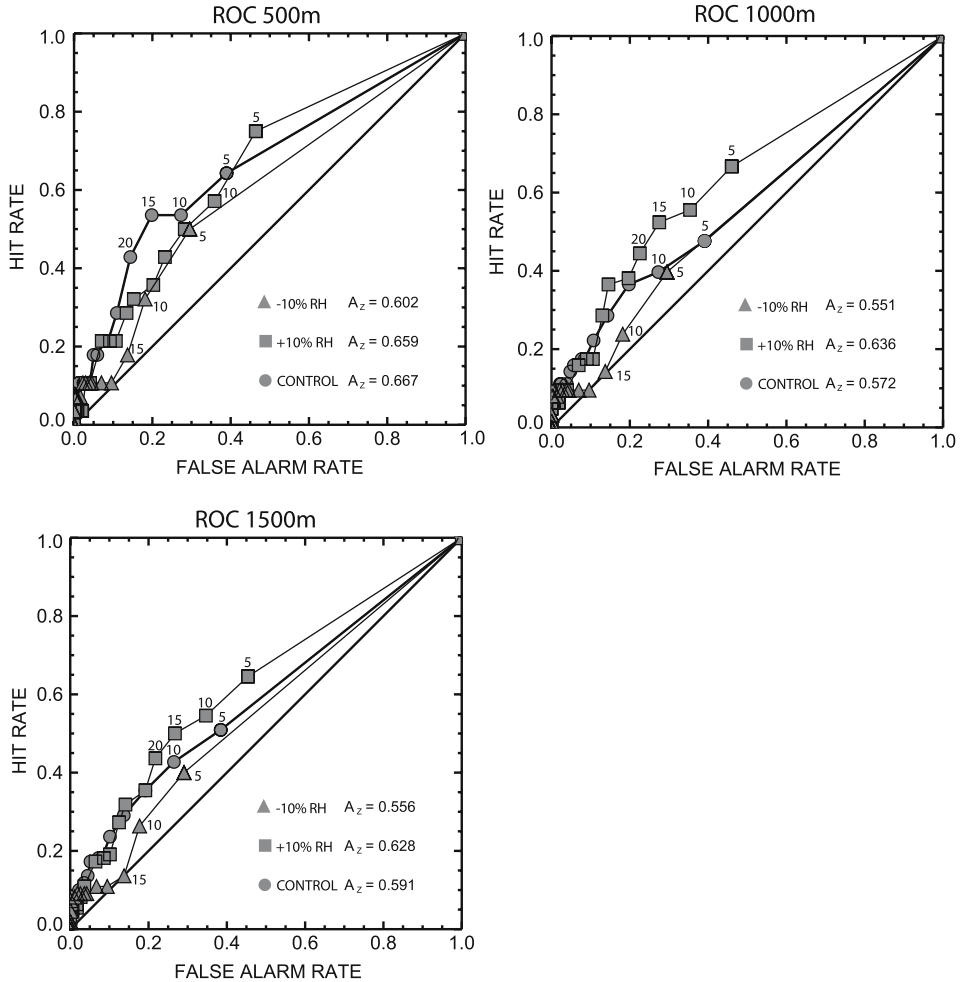 ROC 500m
1.0
0.8
0.6
0.4
0.2
0.0
HIT RATE
5
5
15
10
10
5
20
10
15
-10% RH A_Z = 0.602
+10% RH A_Z = 0.659
CONTROL A_Z = 0.667
0.0 0.2 0.4 0.6 0.8 1.0
FALSE ALARM RATE
ROC 1000m
1.0
0.8
0.6
0.4
0.2
0.0
HIT RATE
5
10
15
5
20
10
5
10
15
-10% RH A_Z = 0.551
+10% RH A_Z = 0.636
CONTROL A_Z = 0.572
0.0 0.2 0.4 0.6 0.8 1.0
FALSE ALARM RATE
ROC 1500m
1.0
0.8
0.6
0.4
0.2
0.0
HIT RATE
5
10
15
5
20
10
5
10
15
-10% RH A_Z = 0.556
+10% RH A_Z = 0.628
CONTROL A_Z = 0.591
0.0 0.2 0.4 0.6 0.8 1.0
FALSE ALARM RATE